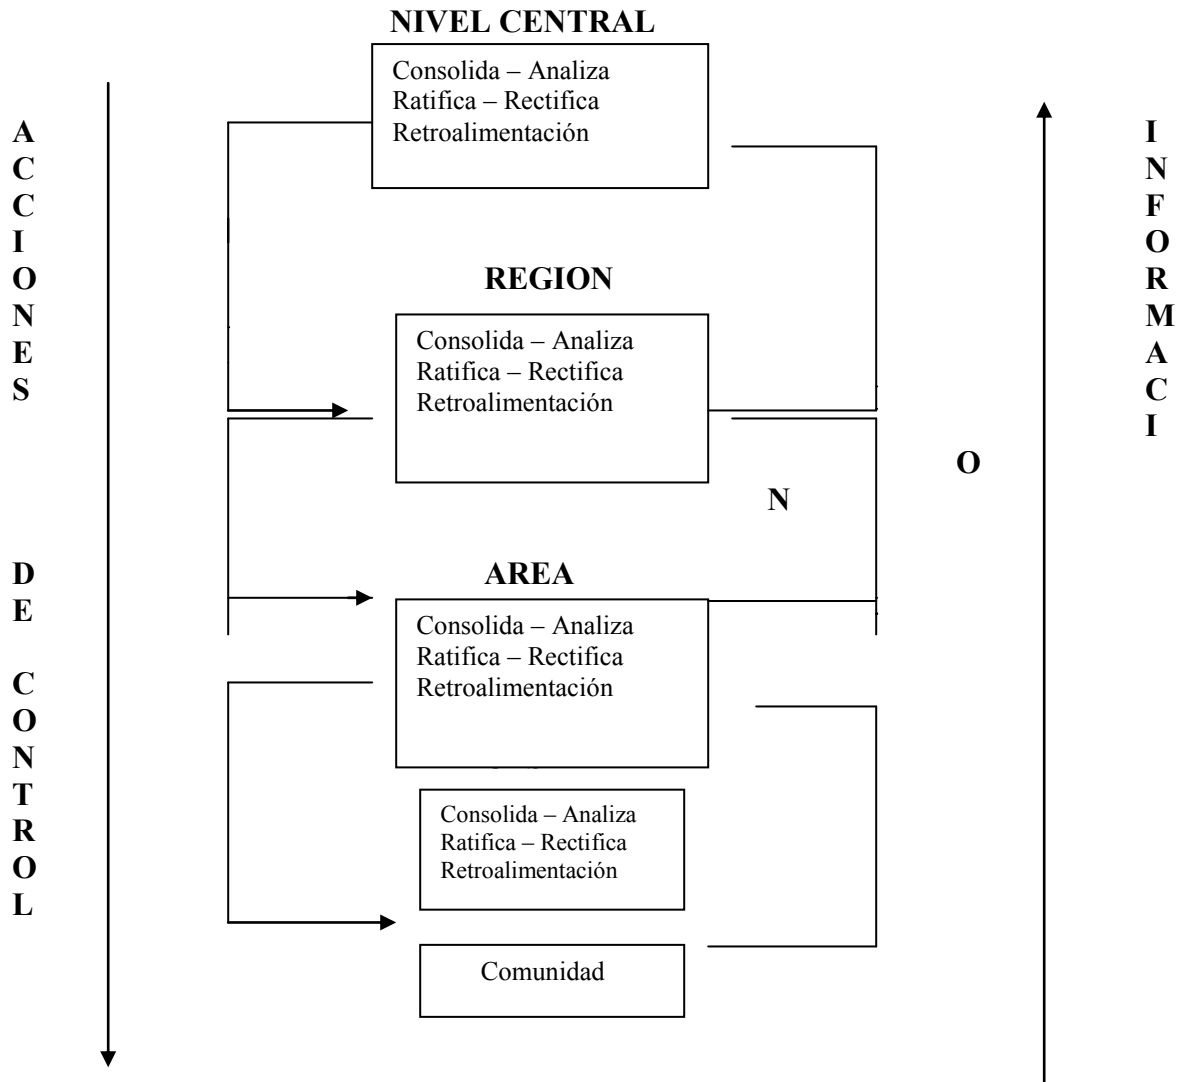 NIVEL CENTRAL
Consolida – Analiza
Ratifica – Rectifica
Retroalimentación
REGION
Consolida – Analiza
Ratifica – Rectifica
Retroalimentación
AREA
Consolida – Analiza
Ratifica – Rectifica
Retroalimentación
Consolida – Analiza
Ratifica – Rectifica
Retroalimentación
Comunidad
A
C
C
I
O
N
E
S
D
E
C
O
N
T
R
O
L
I
N
F
O
R
M
A
C
I
O
N